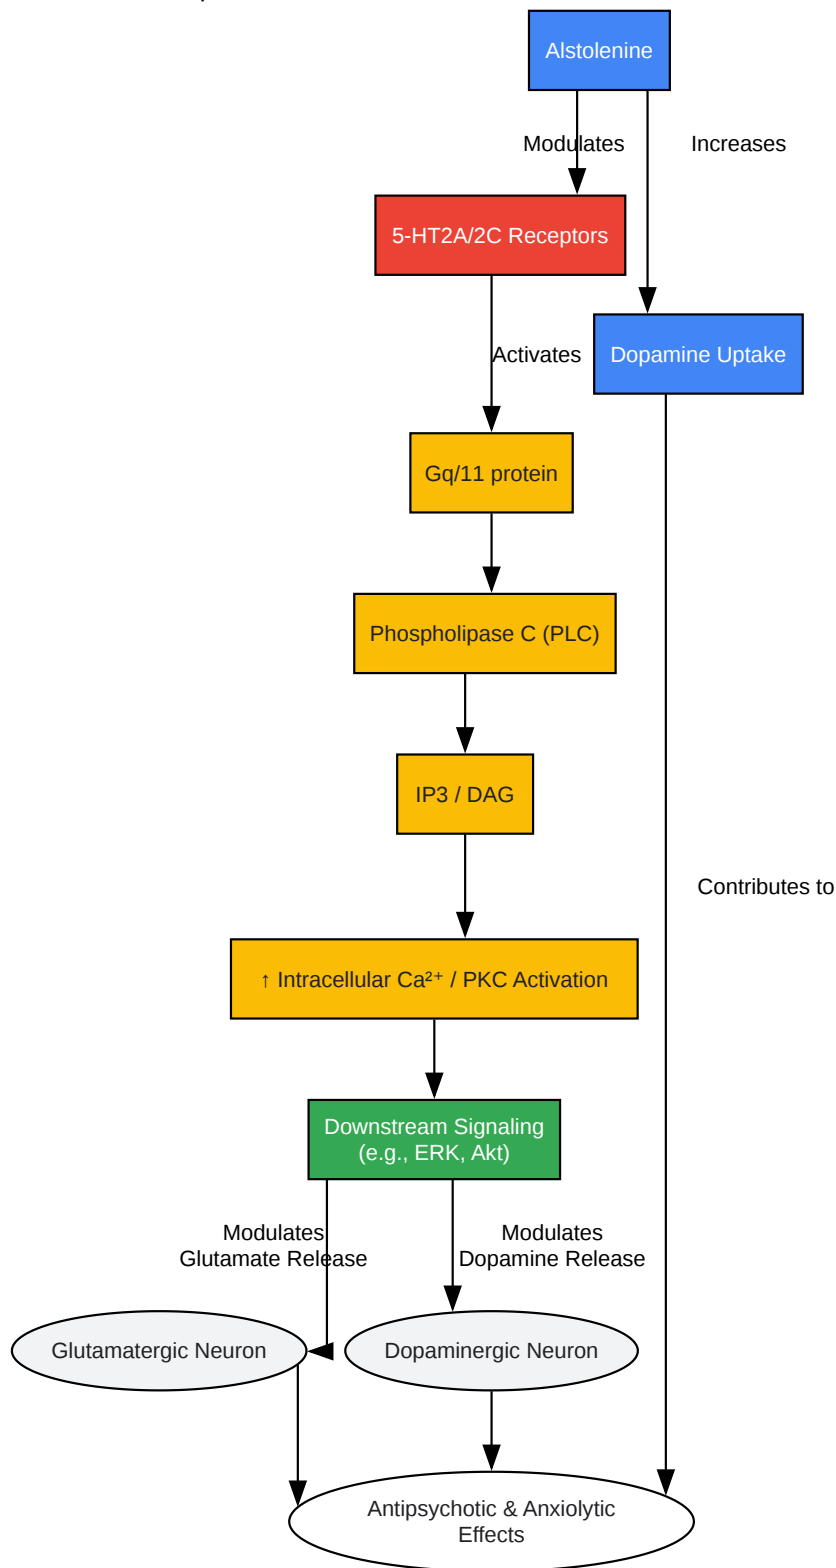 Alstolenine
Modulates
Increases
5-HT2A/2C Receptors
Activates
Dopamine Uptake
Gq/11 protein
Phospholipase C (PLC)
IP3 / DAG
Contributes to
↑ Intracellular Ca²⁺ / PKC Activation
Downstream Signaling
(e.g., ERK, Akt)
Modulates
Glutamate Release
Modulates
Dopamine Release
Glutamatergic Neuron
Dopaminergic Neuron
Antipsychotic & Anxiolytic
Effects